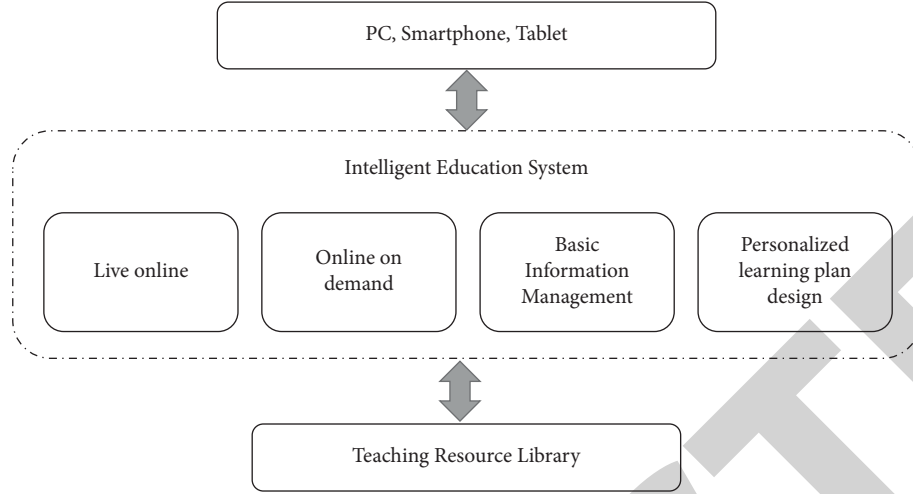 PC, Smartphone, Tablet
Intelligent Education System
Live online
Online on
demand
Basic
Information
Management
Personalized
learning plan
design
Teaching Resource Library